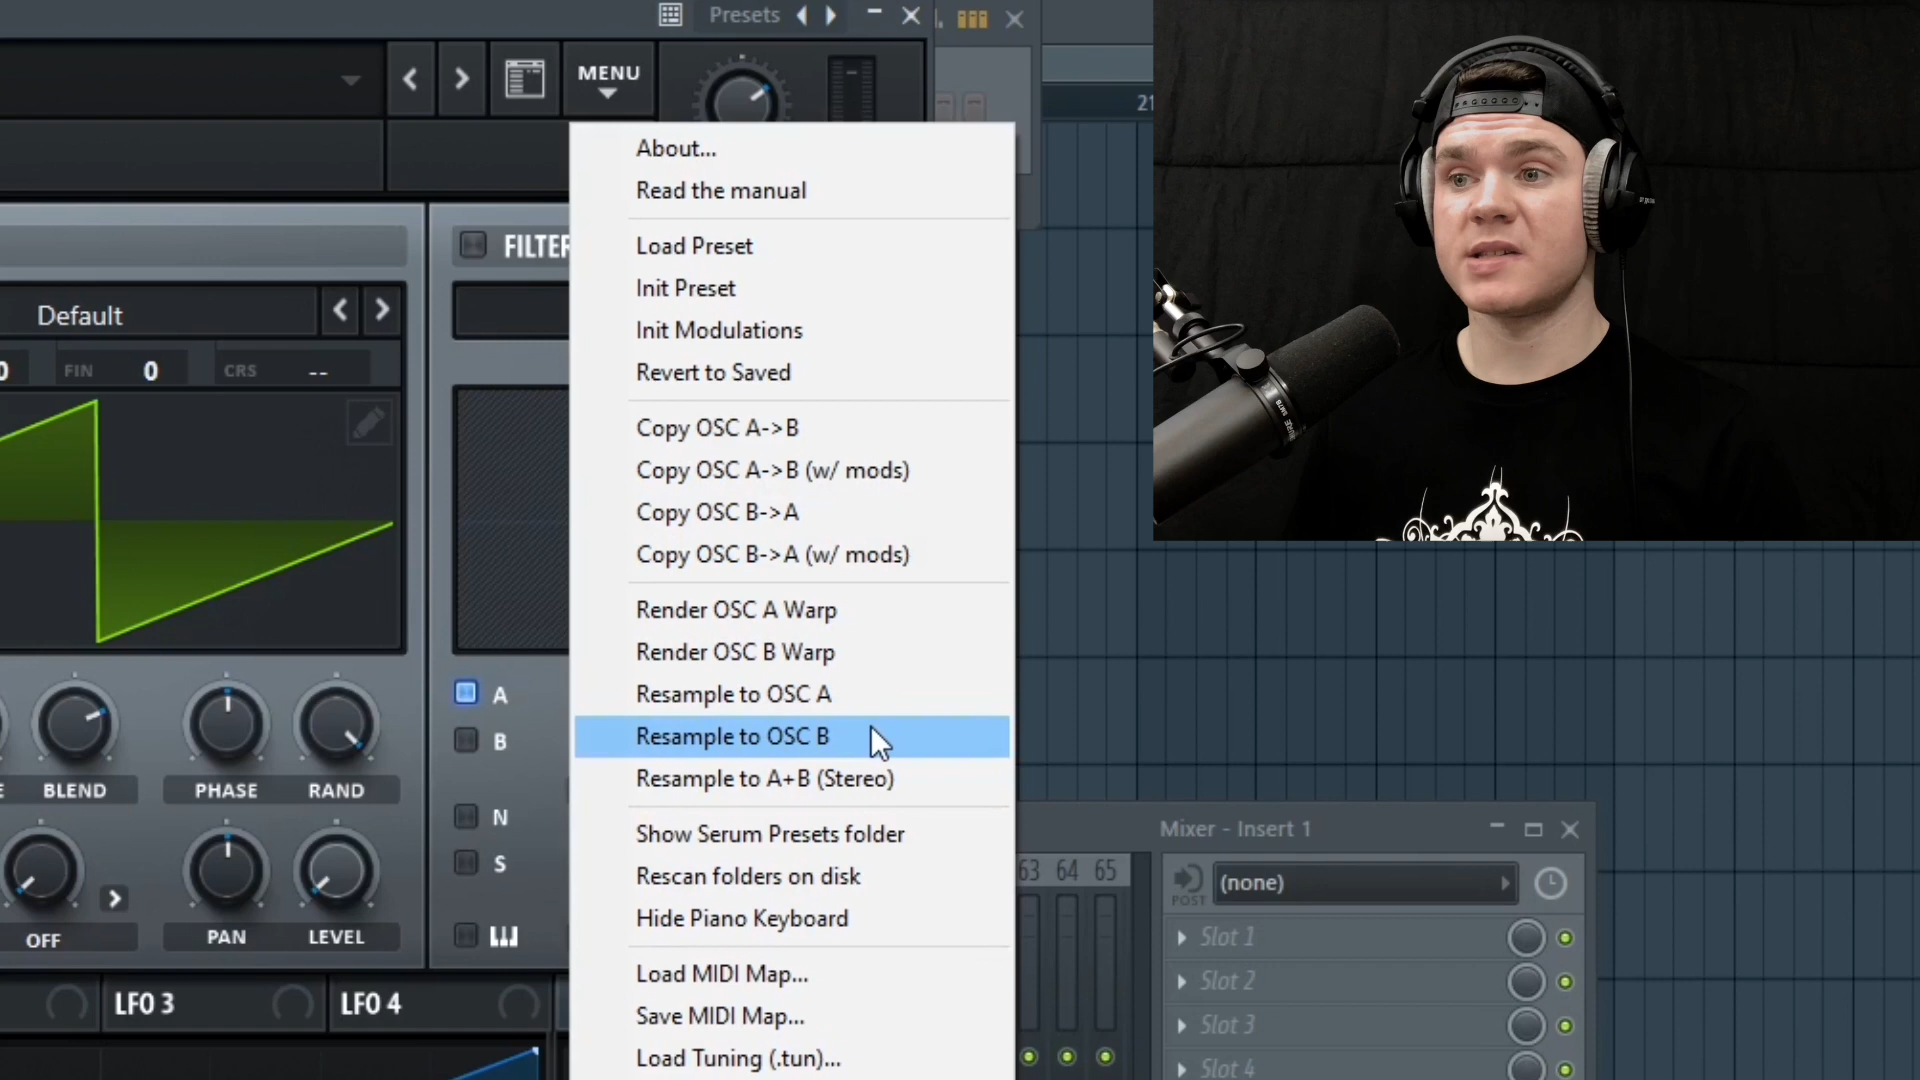 Presets
MENU
21
About...
Read the manual
Load Preset
Init Preset
Init Modulations
Revert to Saved
Copy OSC A->B
Copy OSC A->B (w/ mods)
Copy OSC B->A
Copy OSC B->A (w/ mods)
Render OSC A Warp
Render OSC B Warp
Resample to OSC A
Resample to OSC B
Resample to A+B (Stereo)
Show Serum Presets folder
Rescan folders on disk
Hide Piano Keyboard
Load MIDI Map...
Save MIDI Map...
Load Tuning (.tun)...
FILTER
Default
0 FIN 0 CRS --
A
B
N
S
BLEND PHASE RAND
OFF PAN LEVEL
LFO 3 LFO 4
63 64 65
Mixer - Insert 1
POST
(none)
Slot 1
Slot 2
Slot 3
Slot 4
SM7B